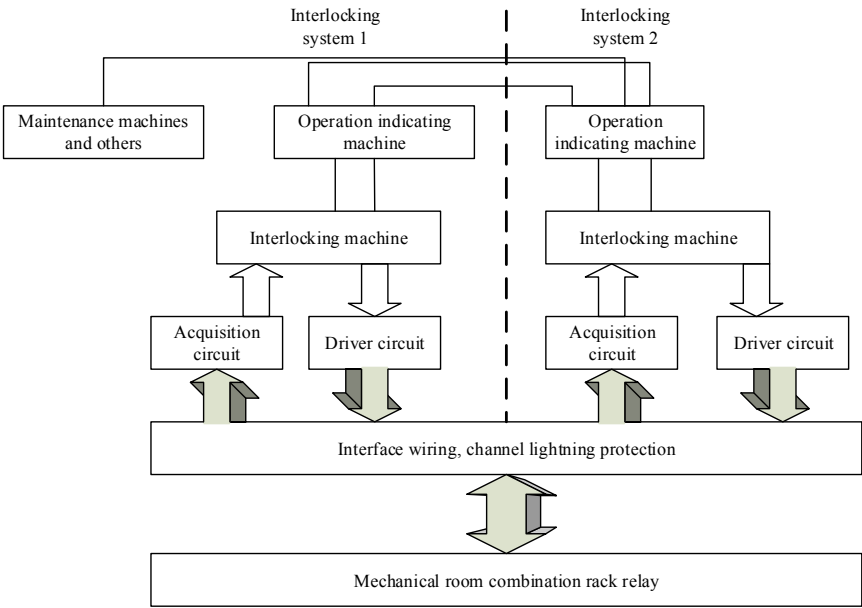 Interlocking
system 1
Interlocking
system 2
Maintenance machines
and others
Operation indicating
machine
Operation
indicating machine
Interlocking machine
Interlocking machine
Acquisition
circuit
Driver circuit
Acquisition
circuit
Driver circuit
Interface wiring, channel lightning protection
Mechanical room combination rack relay